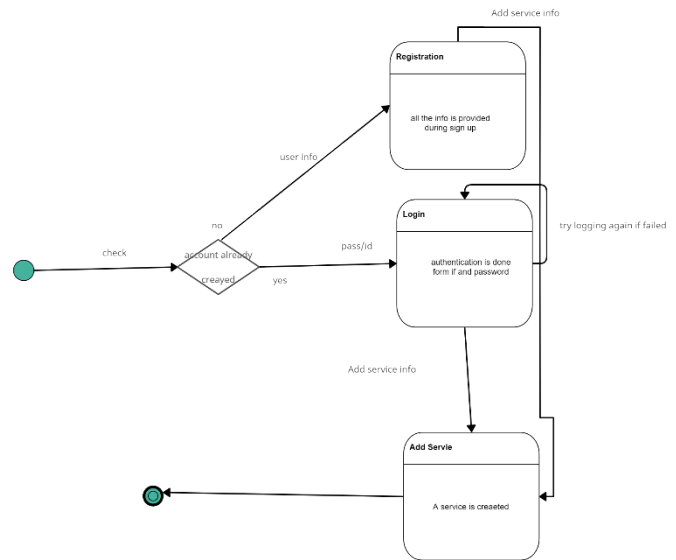 Add service info
Registration
all the info is provided
during sign up
user info
no
account already
creayed
check
yes
pass/id
Login
authentication is done
form if and password
try logging again if failed
Add service info
Add Servie
A service is creaeted